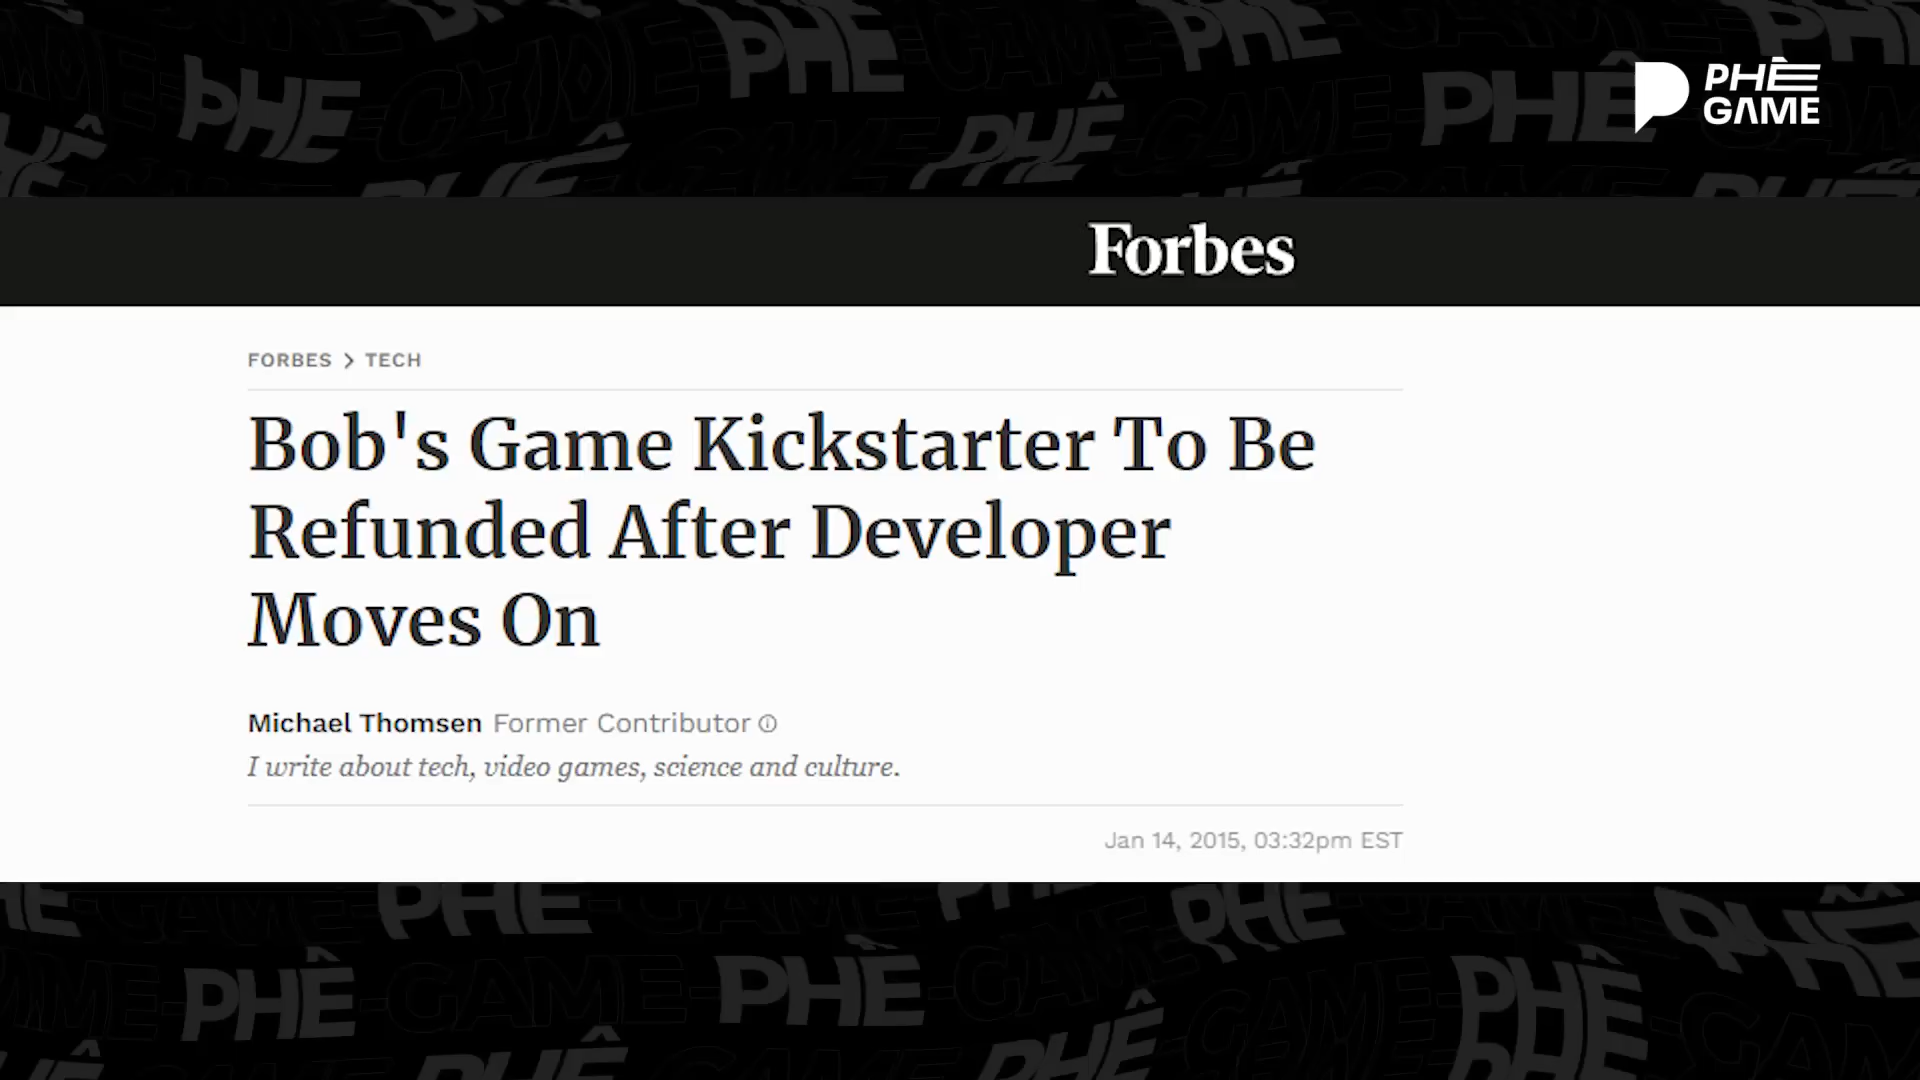 PHÊ
GAME
Forbes
FORBES > TECH
Bob's Game Kickstarter To Be
Refunded After Developer
Moves On
Michael Thomsen Former Contributor
I write about tech, video games, science and culture.
Jan 14, 2015, 03:32pm EST